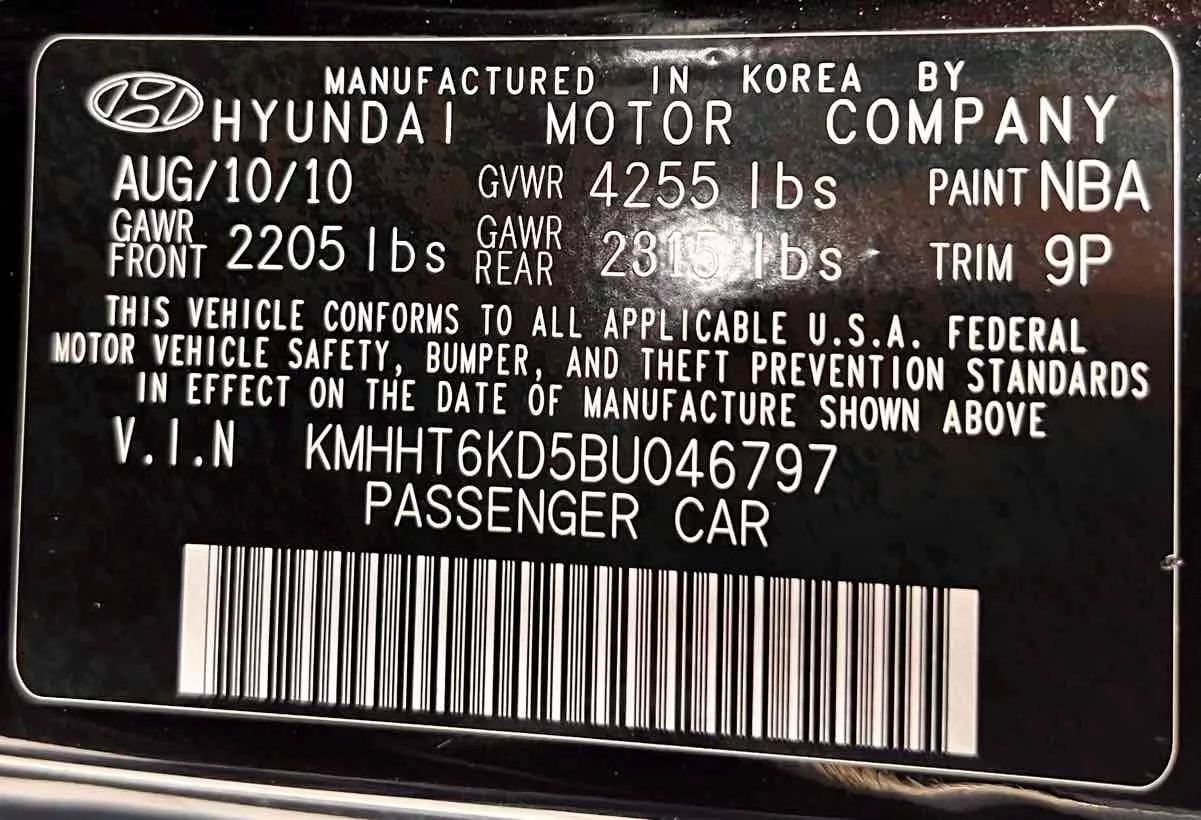 MANUFACTURED IN KOREA BY
HYUNDAI MOTOR COMPANY
AUG/10/10 GVWR 4255 lbs PAINT NBA
GAWR FRONT 2205 lbs GAWR REAR 2315 lbs TRIM 9P
THIS VEHICLE CONFORMS TO ALL APPLICABLE U.S.A. FEDERAL
MOTOR VEHICLE SAFETY, BUMPER, AND THEFT PREVENTION STANDARDS
IN EFFECT ON THE DATE OF MANUFACTURE SHOWN ABOVE
V.I.N KMHHT6KD5BU046797
PASSENGER CAR